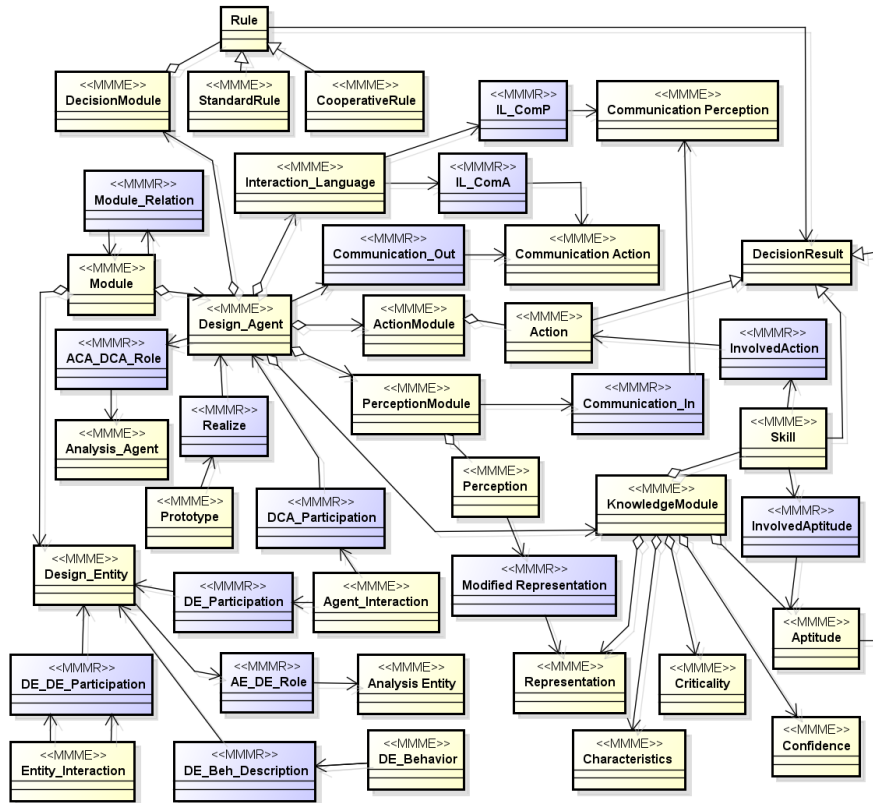 Rule
<<MMME>>
DecisionModule
<<MMME>>
StandardRule
<<MMME>>
CooperativeRule
<<MMMR>>
IL_ComP
<<MMME>>
Communication Perception
<<MMME>>
Interaction_Language
<<MMMR>>
IL_ComA
<<MMMR>>
Module_Relation
<<MMMR>>
Communication_Out
<<MMME>>
Communication Action
DecisionResult
<<MMME>>
Module
<<MMME>>
Design_Agent
<<MMME>>
ActionModule
<<MMME>>
Action
<<MMMR>>
InvolvedAction
<<MMMR>>
ACA_DCA_Role
<<MMME>>
PerceptionModule
<<MMMR>>
Communication_In
<<MMMR>>
Realize
<<MMME>>
Analysis_Agent
<<MMME>>
Skill
<<MMME>>
Perception
<<MMME>>
KnowledgeModule
<<MMME>>
Prototype
<<MMMR>>
DCA_Participation
<<MMMR>>
InvolvedAptitude
<<MMME>>
Design_Entity
<<MMMR>>
DE_Participation
<<MMME>>
Agent_Interaction
<<MMMR>>
Modified Representation
<<MMME>>
Aptitude
<<MMMR>>
DE_DE_Participation
<<MMMR>>
AE_DE_Role
<<MMME>>
Analysis Entity
<<MMME>>
Representation
<<MMME>>
Criticality
<<MMME>>
Entity_Interaction
<<MMMR>>
DE_Beh_Description
<<MMME>>
DE_Behavior
<<MMME>>
Characteristics
<<MMME>>
Confidence